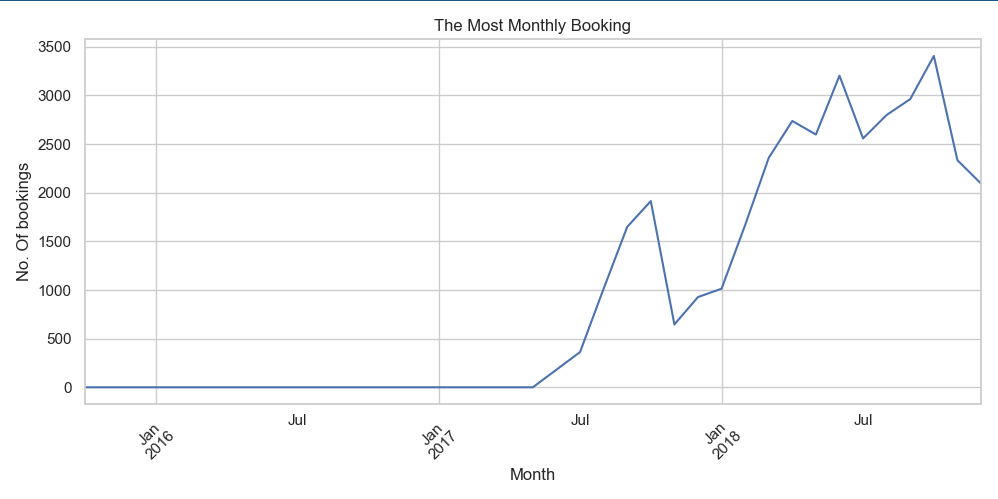 The Most Monthly Booking
3500
3000
2500
2000
1500
1000
500
0
No. Of bookings
Jan
2016
Jul
Jan
2017
Jul
Jan
2018
Jul
Month